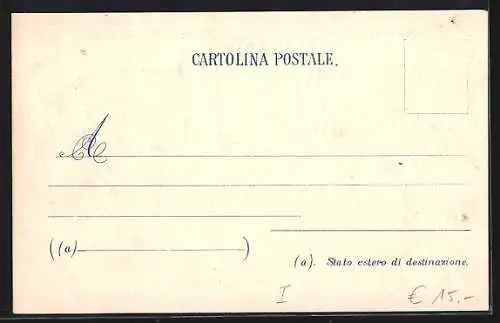 CARTOLINA POSTALE.
A
((a) )
(a). Stato estero di destinazione.
I € 15.-